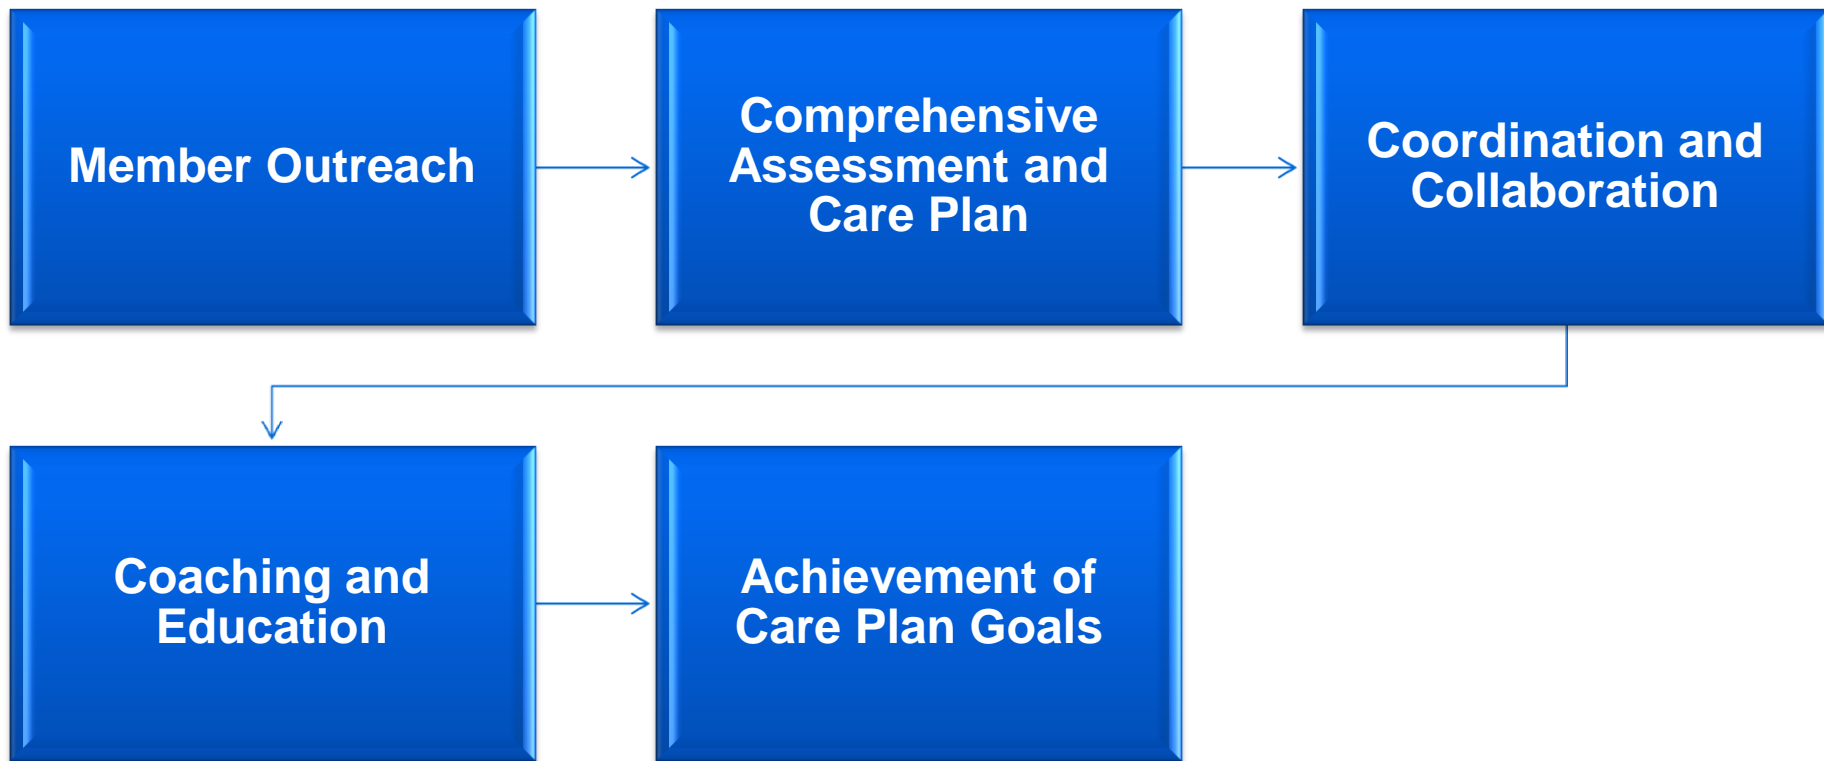 Member Outreach
Comprehensive
Assessment and
Care Plan
Coordination and
Collaboration
Coaching and
Education
Achievement of
Care Plan Goals